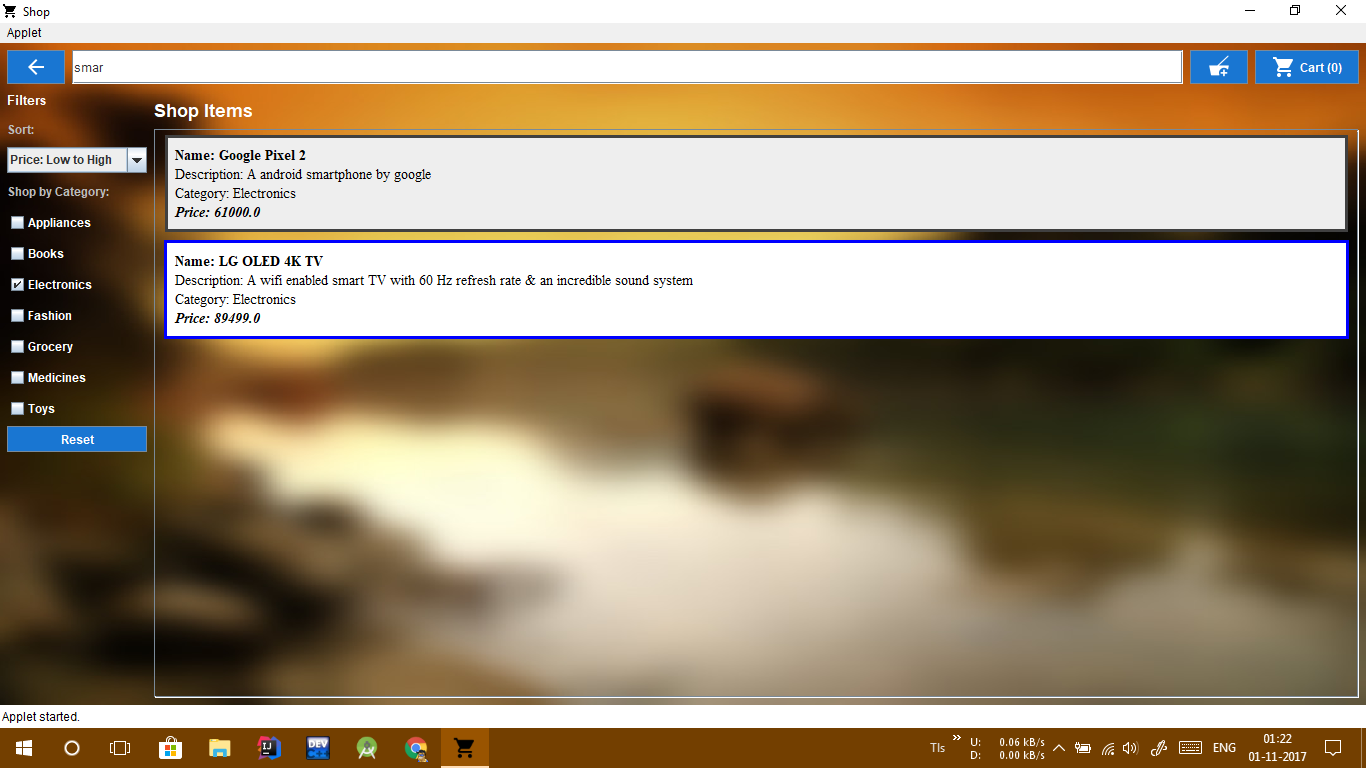 Shop
Applet
smar
Cart (0)
Filters
Shop Items
Sort:
Price: Low to High
Shop by Category:
Appliances
Books
Electronics
Fashion
Grocery
Medicines
Toys
Reset
Name: Google Pixel 2
Description: A android smartphone by google
Category: Electronics
Price: 61000.0
Name: LG OLED 4K TV
Description: A wifi enabled smart TV with 60 Hz refresh rate & an incredible sound system
Category: Electronics
Price: 89499.0
Applet started.
IJ
DEV
C++
TIs
U: 0.06 kB/s
D: 0.00 kB/s
ENG
01:22
01-11-2017